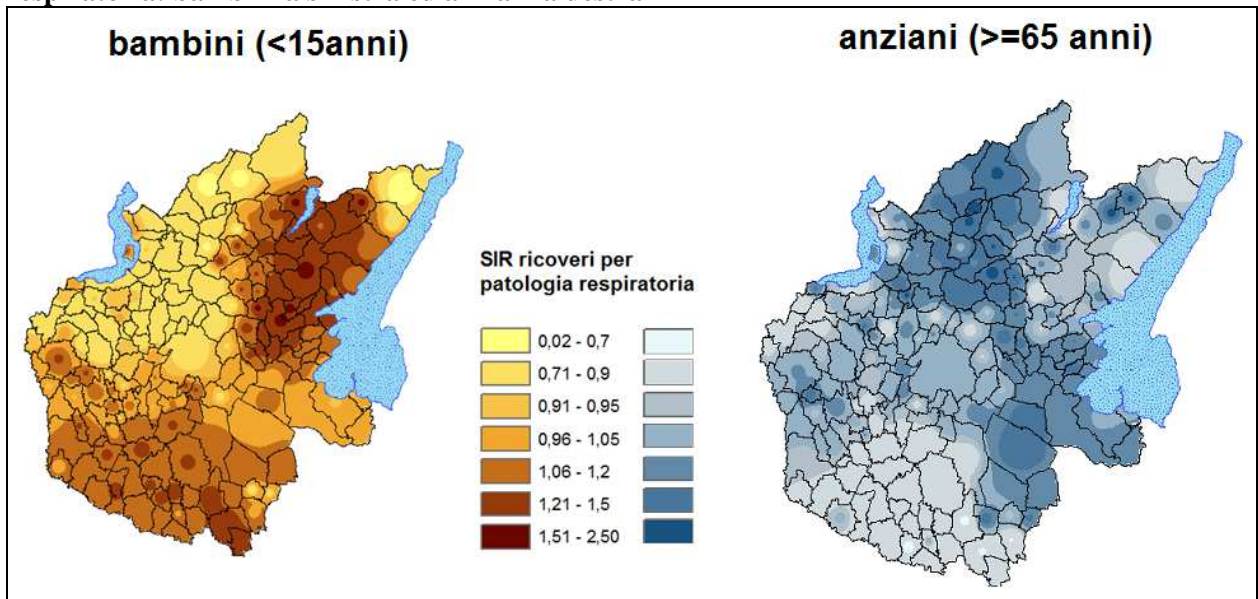 bambini (<15anni)
anziani (>=65 anni)
SIR ricoveri per
patologia respiratoria
0,02 - 0,7
0,71 - 0,9
0,91 - 0,95
0,96 - 1,05
1,06 - 1,2
1,21 - 1,5
1,51 - 2,50